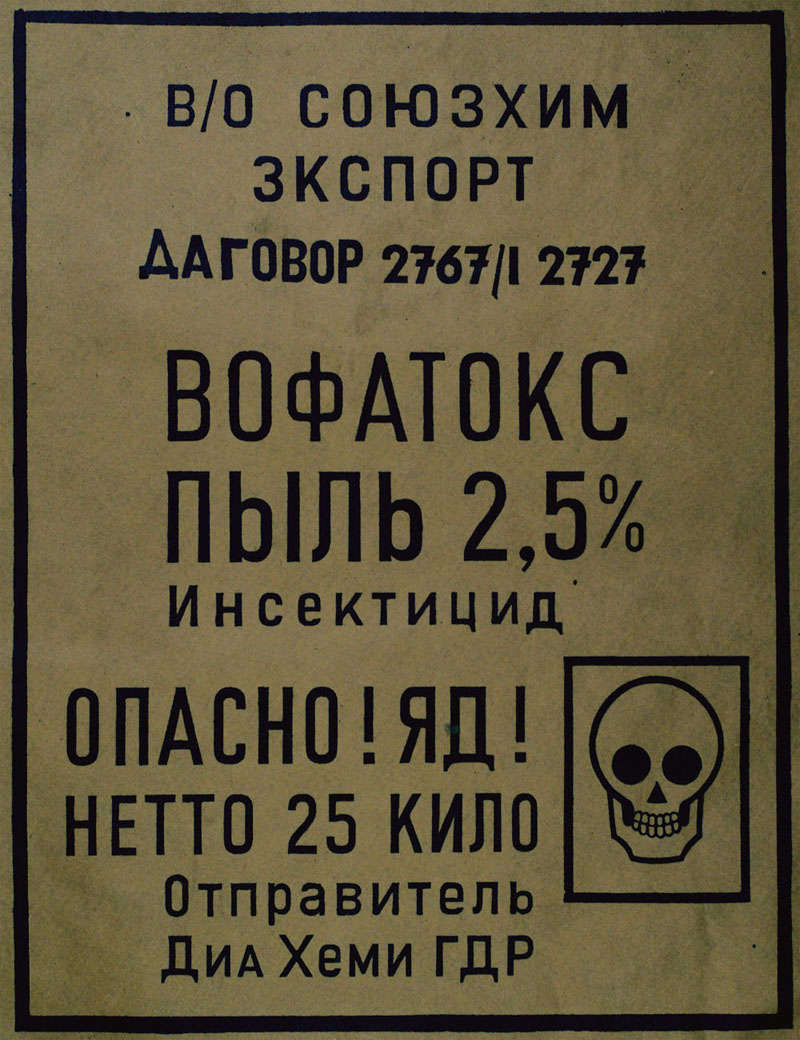 В/О СОЮЗХИМ
ЗКСПОРТ
ДАГОВОР 2767/I 2727
ВОФАТОКС
ПЫЛЬ 2,5%
Инсектицид
ОПАСНО! ЯД!
НЕТТО 25 КИЛО
Отправитель
ДиА Хеми ГДР